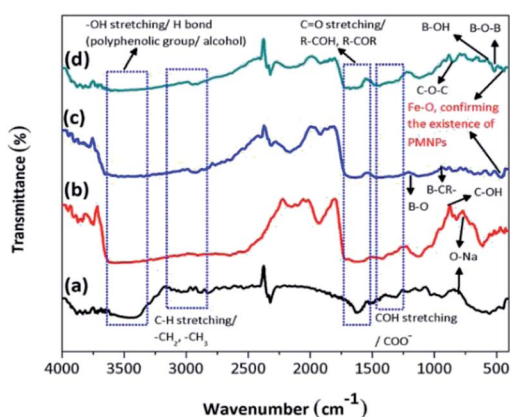 -OH stretching/ H bond
(polyphenolic group/ alcohol)
C=O stretching/
R-COH, R-COR
B-OH
B-O-B
(d)
C-O-C
Fe-O, confirming
the existence of
PMNPs
(c)
B-CR-
C-OH
B-O
(b)
O-Na
(a)
C-H stretching/
-CH₂, -CH₃
COH stretching
/ COO⁻
Transmittance (%)
4000 3500 3000 2500 2000 1500 1000 500
Wavenumber (cm⁻¹)